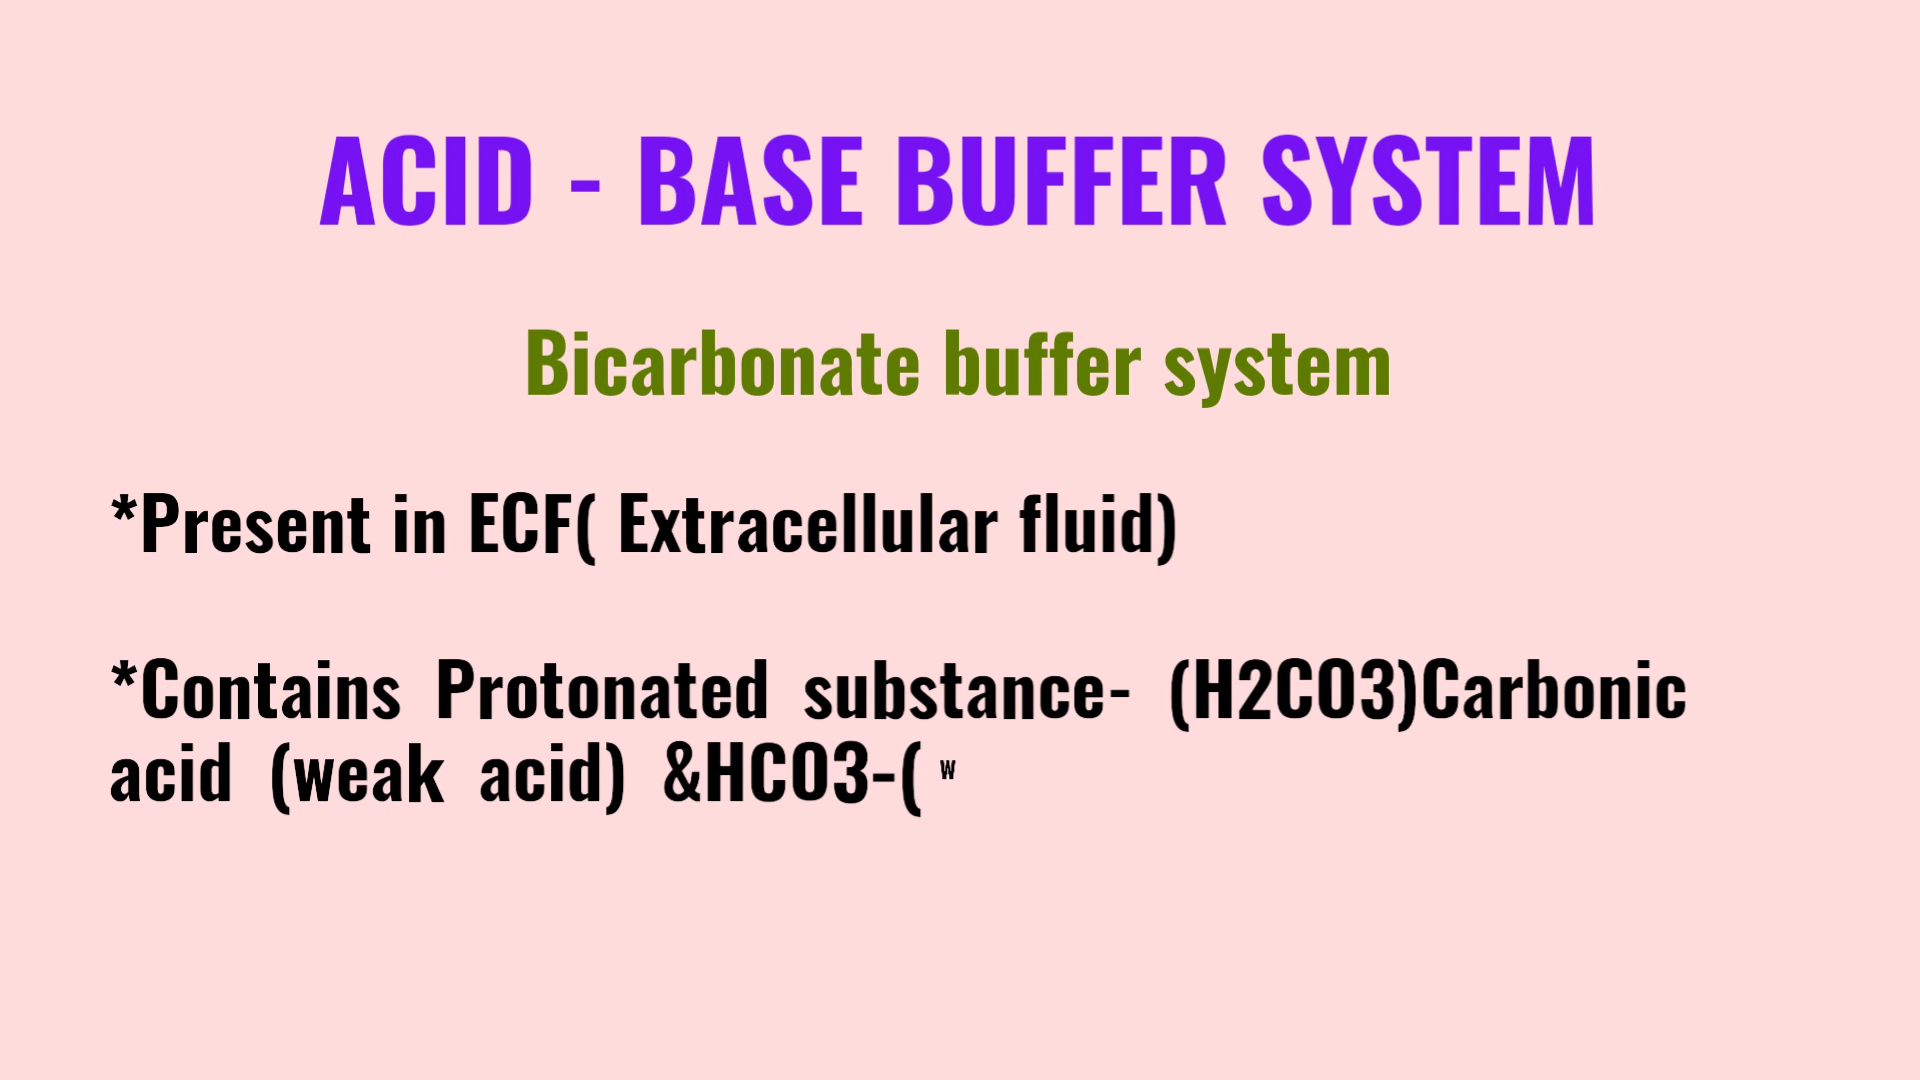 ACID - BASE BUFFER SYSTEM
Bicarbonate buffer system
*Present in ECF( Extracellular fluid)
*Contains Protonated substance- (H2CO3)Carbonic
acid (weak acid) &HCO3-( w